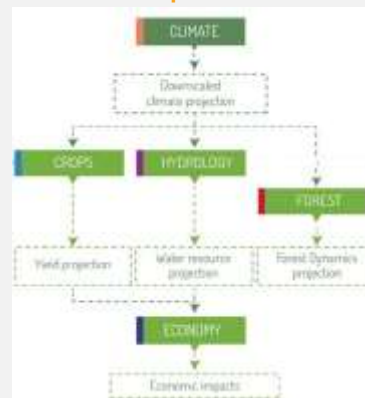 CLIMATE
Downscaled
climate projection
CROPS
HYDROLOGY
FOREST
Yield projection
Water resource
projection
Forest Dynamics
projection
ECONOMY
Economic impacts